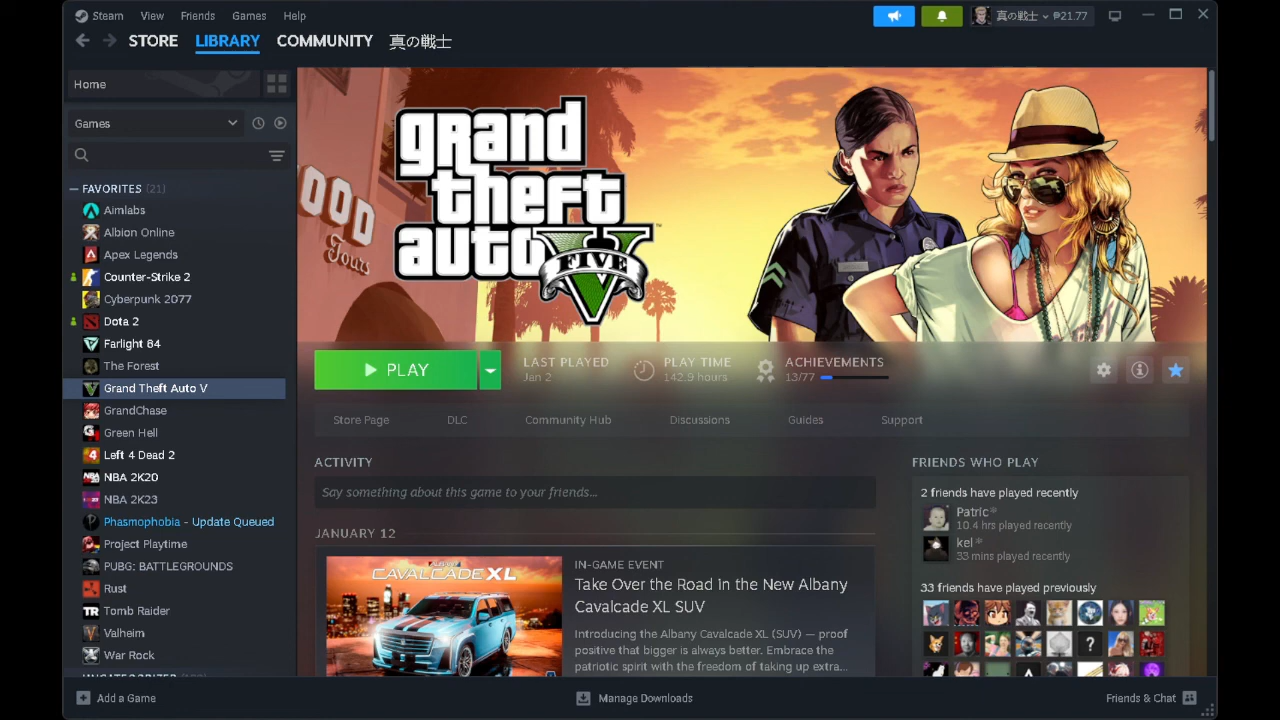 Steam View Friends Games Help
真の戦士 ₱21.77
STORE LIBRARY COMMUNITY 真の戦士
Home
Games
FAVORITES (21)
Aimlabs
Albion Online
Apex Legends
Counter-Strike 2
Cyberpunk 2077
Dota 2
Farlight 84
The Forest
Grand Theft Auto V
GrandChase
Green Hell
Left 4 Dead 2
NBA 2K20
NBA 2K23
Phasmophobia - Update Queued
Project Playtime
PUBG: BATTLEGROUNDS
Rust
Tomb Raider
Valheim
War Rock
grand
theft
auto V
FIVE
Tours
PLAY
LAST PLAYED
Jan 2
PLAY TIME
142.9 hours
ACHIEVEMENTS
13/77
Store Page DLC Community Hub Discussions Guides Support
ACTIVITY
Say something about this game to your friends...
JANUARY 12
CAVALCADE XL
IN-GAME EVENT
Take Over the Road in the New Albany
Cavalcade XL SUV
Introducing the Albany Cavalcade XL (SUV) — proof
positive that bigger is always better. Embrace the
patriotic spirit with the freedom of taking up extra...
FRIENDS WHO PLAY
2 friends have played recently
Patric*
10.4 hrs played recently
kel*
33 mins played recently
33 friends have played previously
Add a Game
Manage Downloads
Friends & Chat